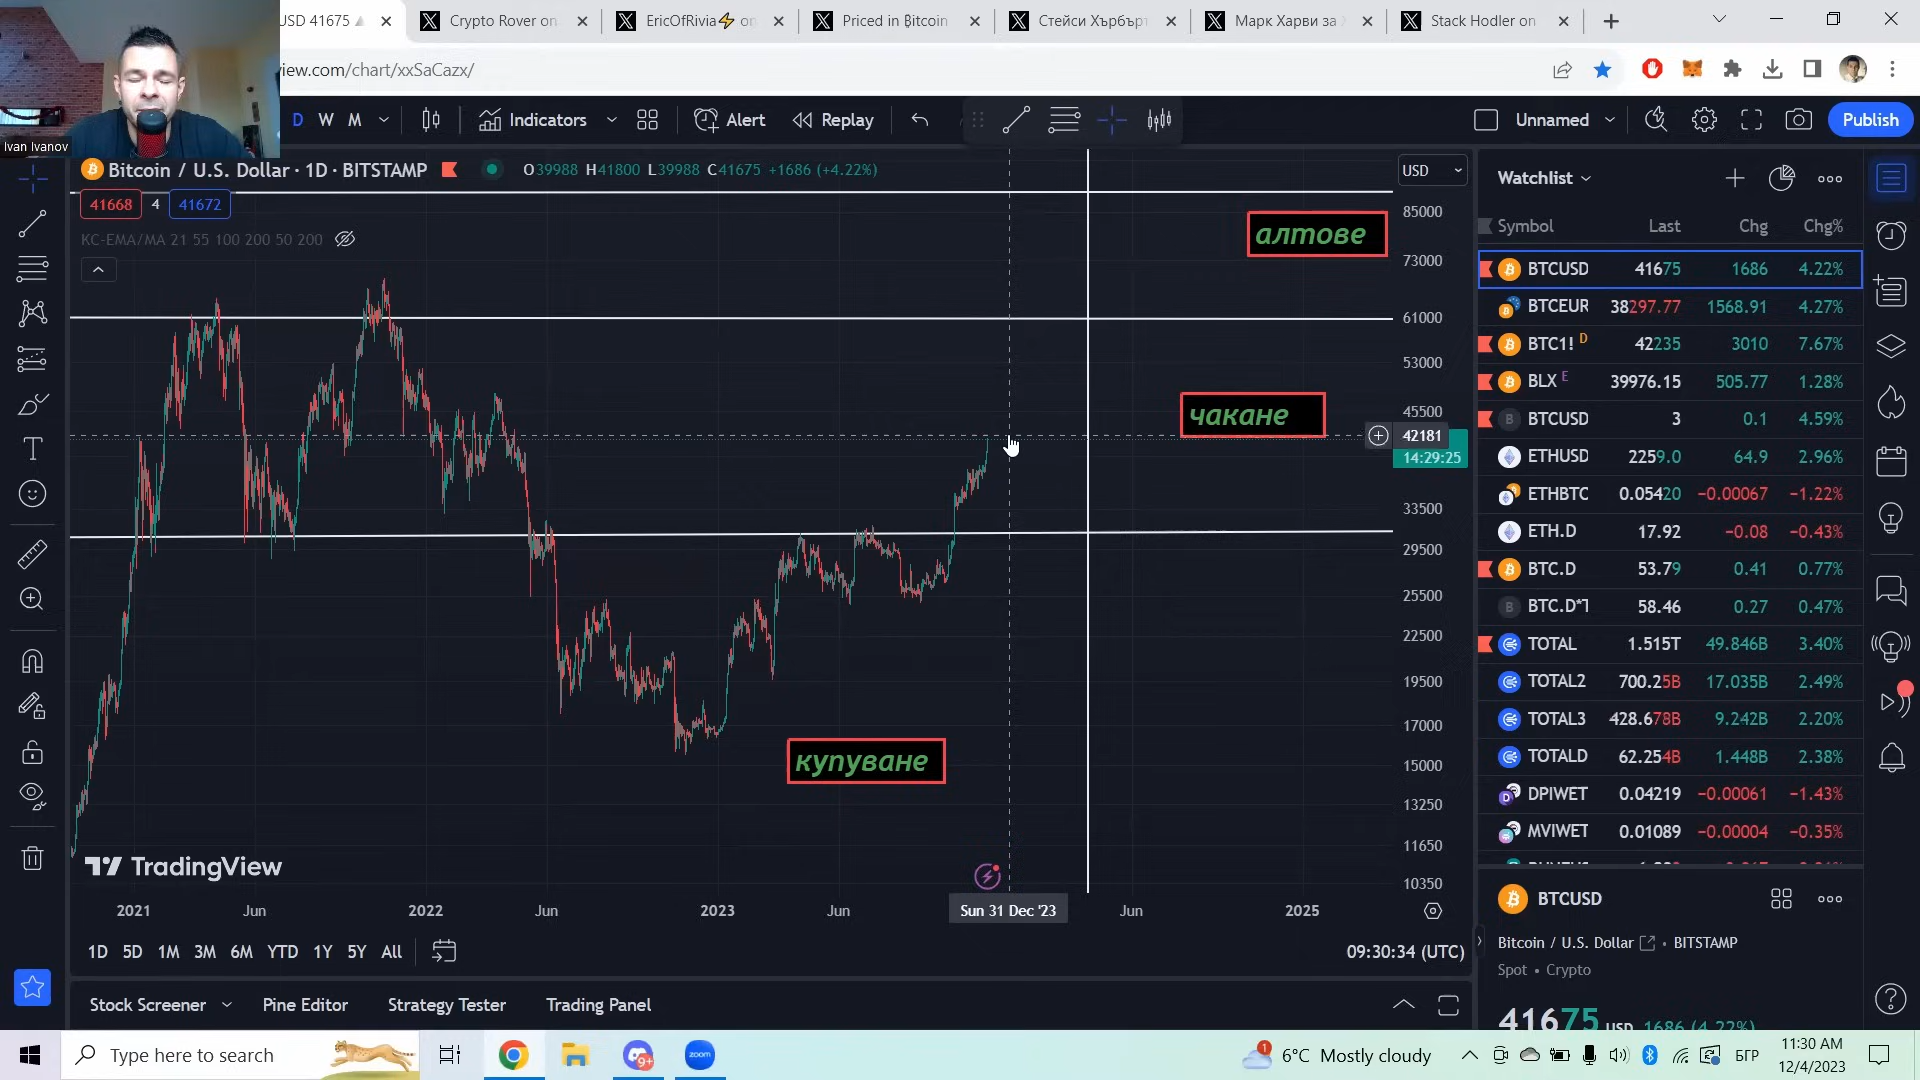 USD 41675
Crypto Rover on
EricOfRivia⚡ on
Priced in ₿itcoin
Стейси Хърбърт
Марк Харви за X
Stack Hodler on
view.com/chart/xxSaCazx/
Ivan Ivanov
D W M
Indicators
Alert
Replay
Unnamed
Publish
Bitcoin / U.S. Dollar · 1D · BITSTAMP
O39988 H41800 L39988 C41675 +1686 (+4.22%)
41668 4 41672
KC-EMA/MA 21 55 100 200 50 200
USD
85000
73000
61000
53000
45500
42181
14:29:25
33500
29500
25500
22500
19500
17000
15000
13250
11650
10350
алтове
чакане
купуване
TradingView
2021 Jun 2022 Jun 2023 Jun Sun 31 Dec '23 Jun 2025
1D 5D 1M 3M 6M YTD 1Y 5Y All
09:30:34 (UTC)
Stock Screener Pine Editor Strategy Tester Trading Panel
Watchlist
Symbol Last Chg Chg%
BTCUSD 41675 1686 4.22%
BTCEUR 38297.77 1568.91 4.27%
BTC1! D 42235 3010 7.67%
BLX E 39976.15 505.77 1.28%
BTCUSD 3 0.1 4.59%
ETHUSD 2259.0 64.9 2.96%
ETHBTC 0.05420 −0.00067 −1.22%
ETH.D 17.92 −0.08 −0.43%
BTC.D 53.79 0.41 0.77%
BTC.D*T 58.46 0.27 0.47%
TOTAL 1.515T 49.846B 3.40%
TOTAL2 700.25B 17.035B 2.49%
TOTAL3 428.678B 9.242B 2.20%
TOTALD 62.254B 1.448B 2.38%
DPIWET 0.04219 −0.00061 −1.43%
MVIWET 0.01089 −0.00004 −0.35%
BTCUSD
Bitcoin / U.S. Dollar • BITSTAMP
Spot • Crypto
41675 USD 1686 (4.22%)
Type here to search
9+
zoom
1
6°C Mostly cloudy
БГР
11:30 AM
12/4/2023